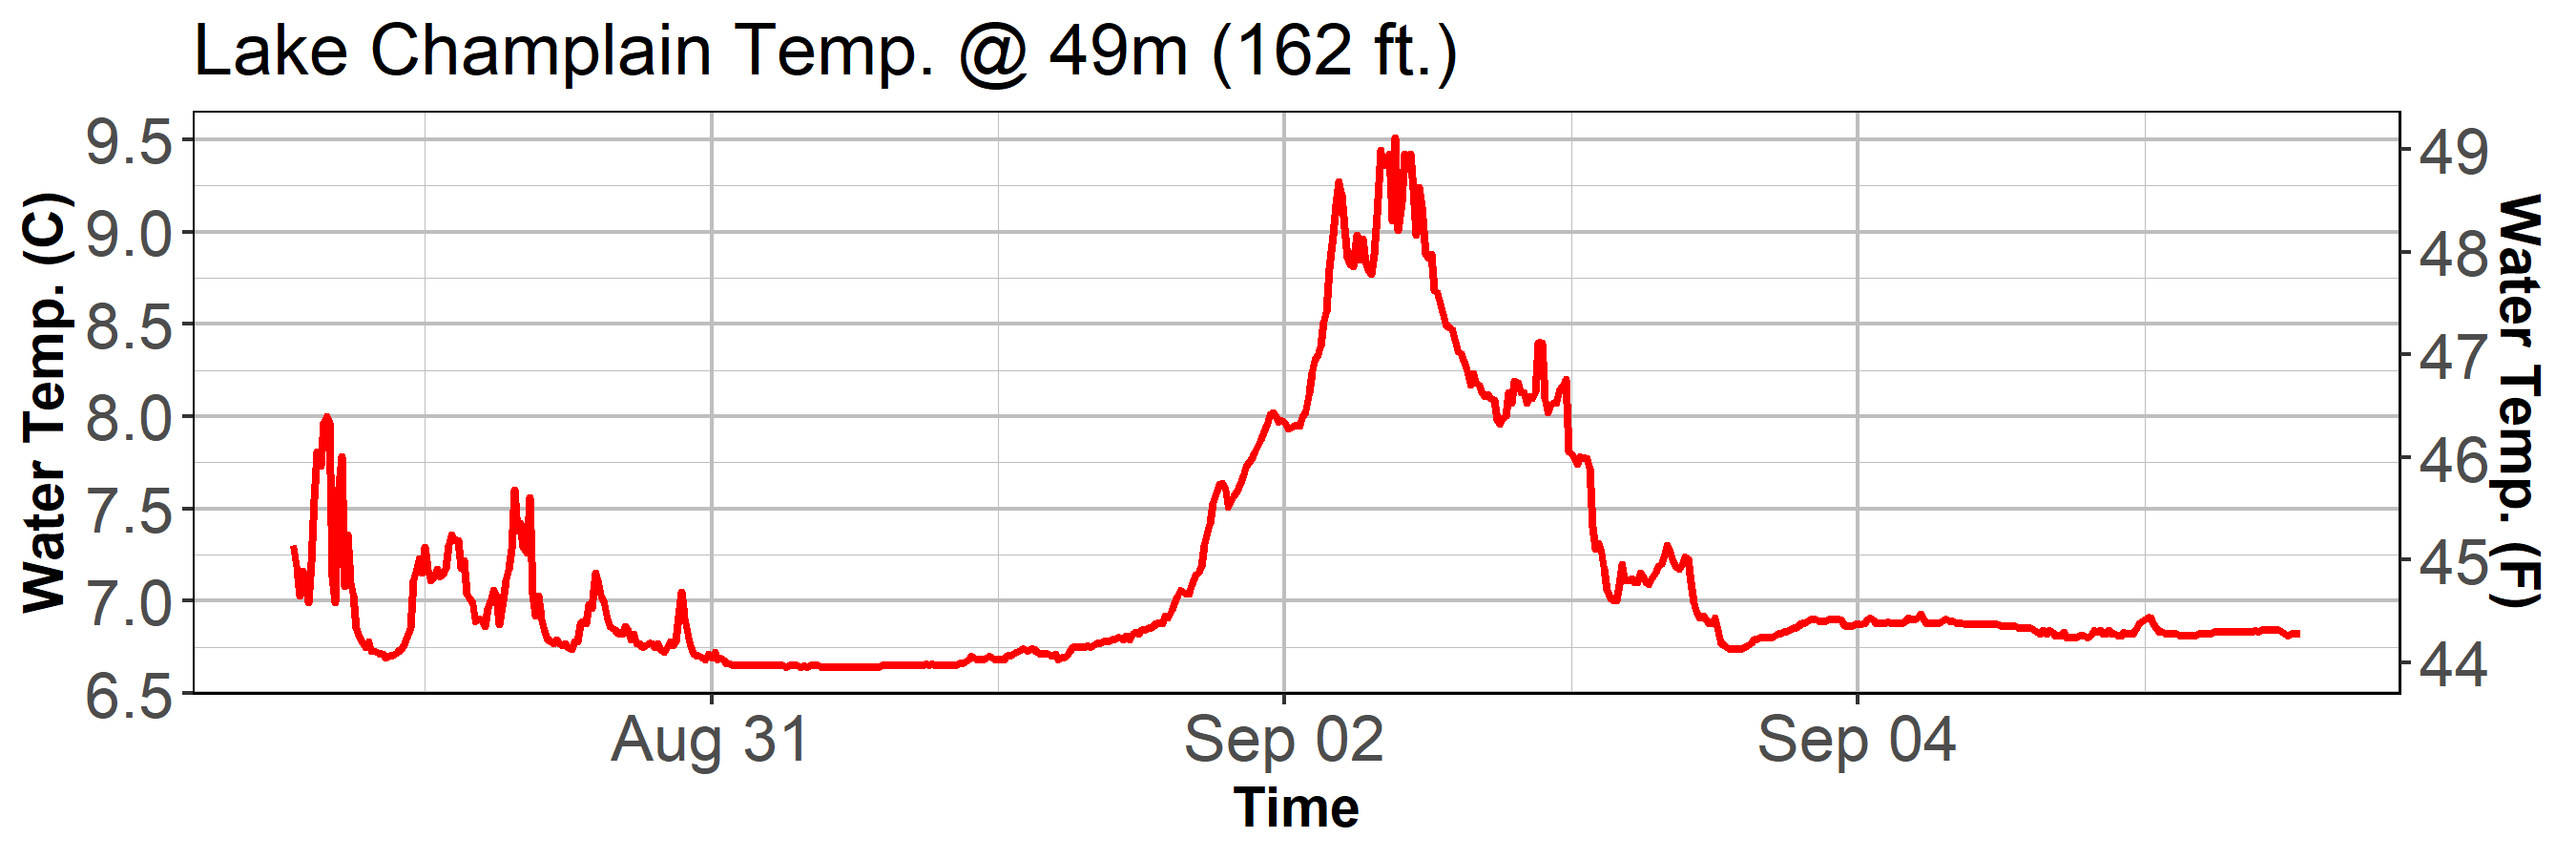 Lake Champlain Temp. @ 49m (162 ft.)
Water Temp. (C)
9.5
9.0
8.5
8.0
7.5
7.0
6.5
49
48
47
46
45
44
Water Temp. (F)
Aug 31 Sep 02 Sep 04
Time